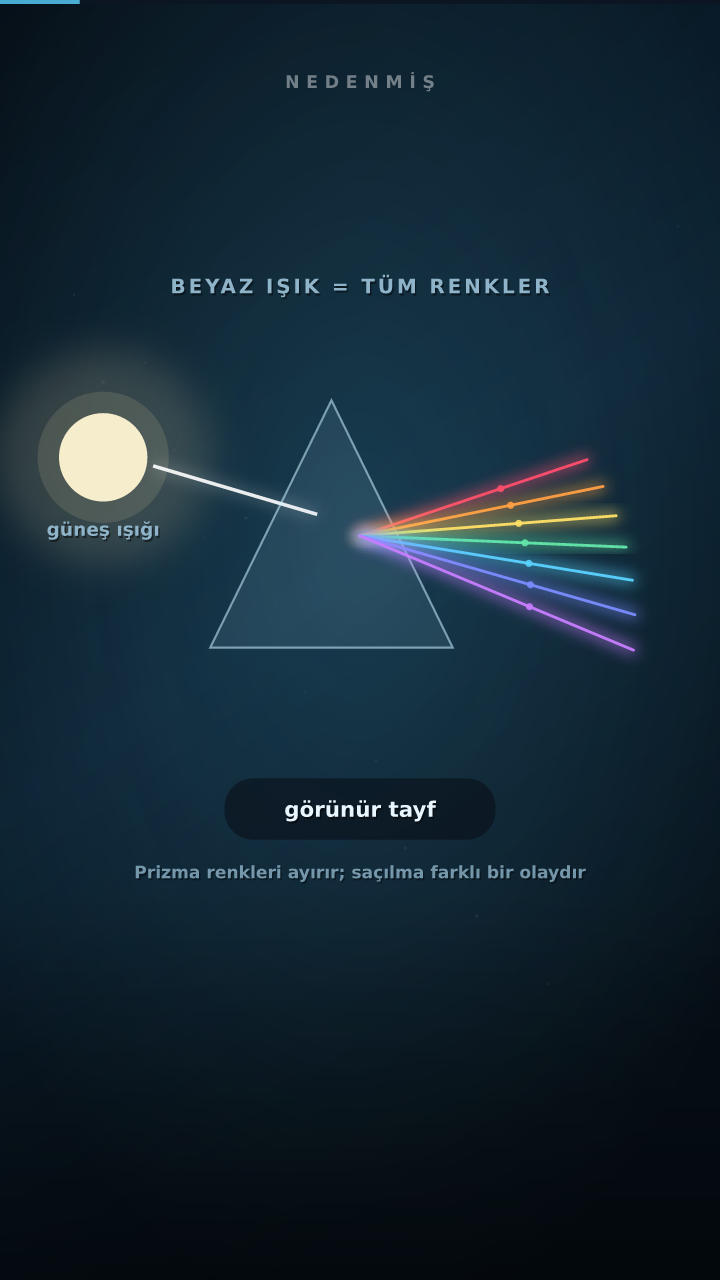 NEDENMİŞ
BEYAZ IŞIK = TÜM RENKLER
güneş ışığı
görünür tayf
Prizma renkleri ayırır; saçılma farklı bir olaydır